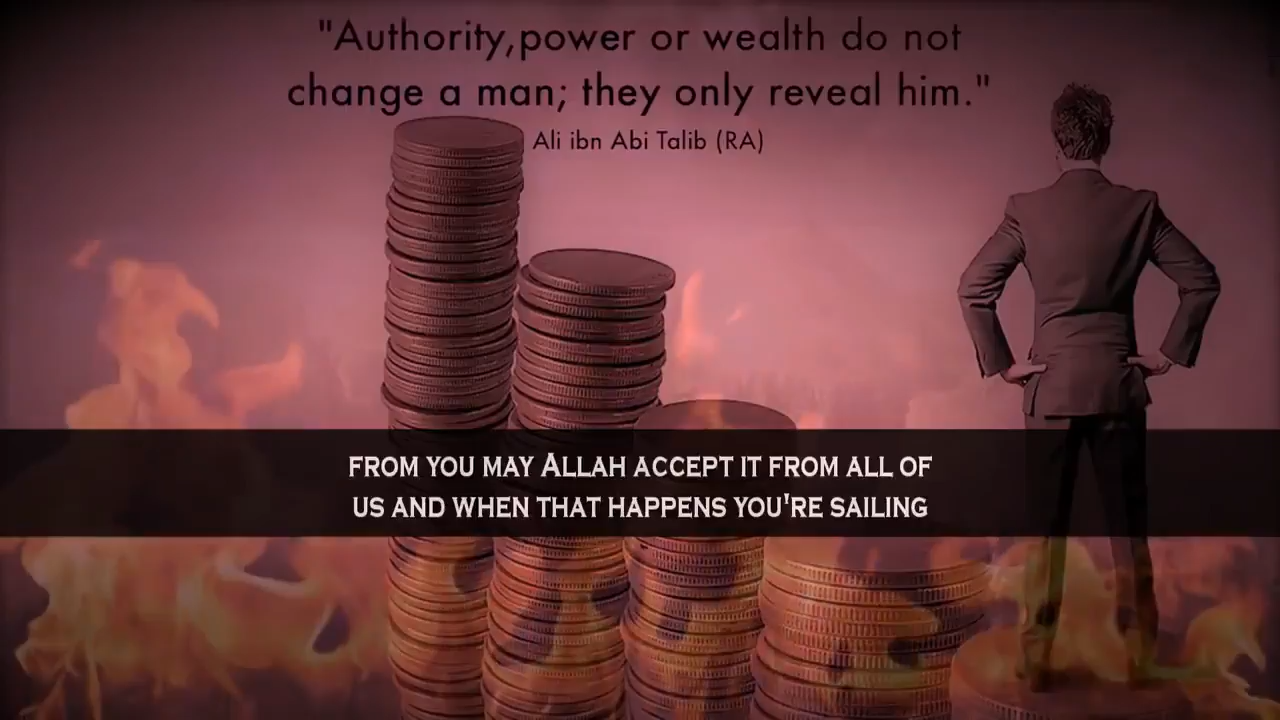 "Authority,power or wealth do not
change a man; they only reveal him."
Ali ibn Abi Talib (RA)
FROM YOU MAY ALLAH ACCEPT IT FROM ALL OF
US AND WHEN THAT HAPPENS YOU'RE SAILING